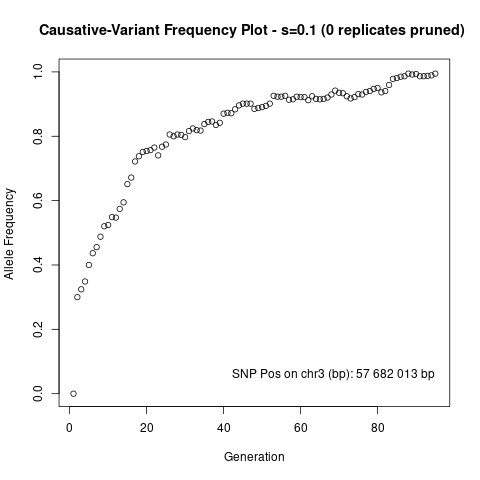 Causative-Variant Frequency Plot - s=0.1 (0 replicates pruned)
Allele Frequency
1.0
0.8
0.6
0.4
0.2
0.0
SNP Pos on chr3 (bp): 57 682 013 bp
0 20 40 60 80
Generation